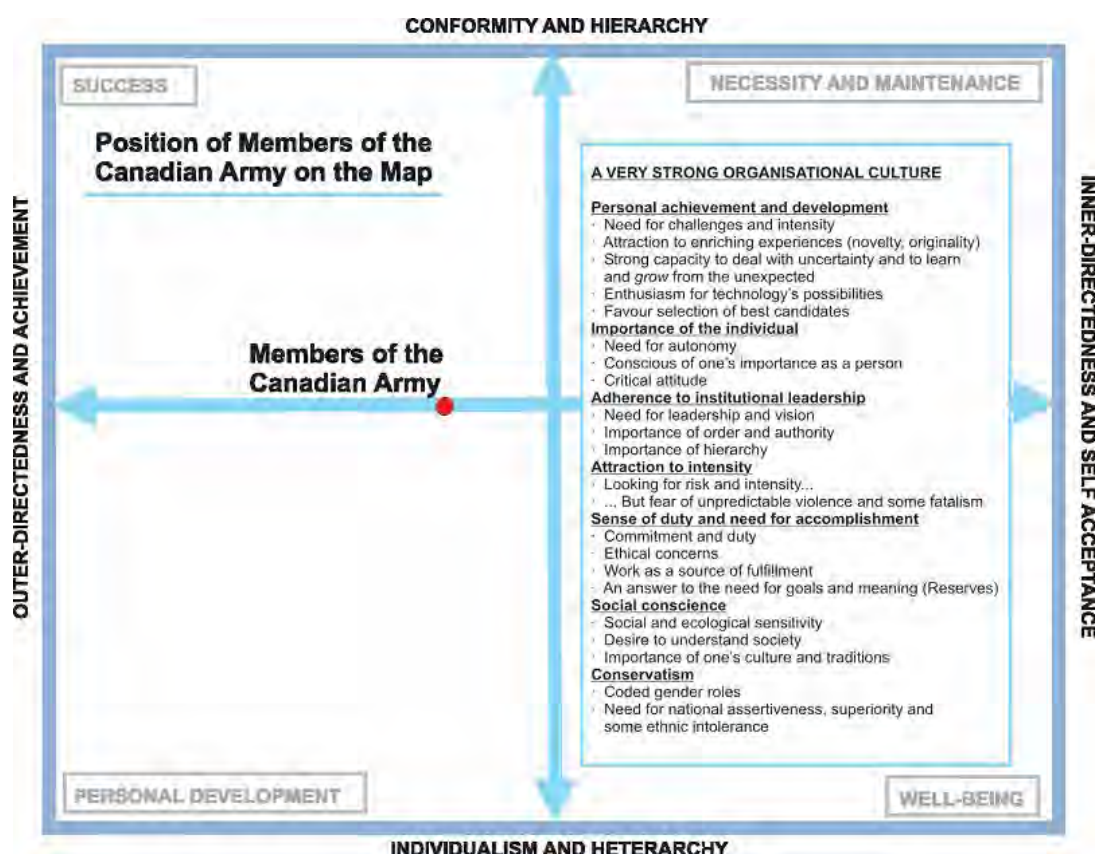 CONFORMITY AND HIERARCHY
SUCCESS
NECESSITY AND MAINTENANCE
Position of Members of the
Canadian Army on the Map
OUTER-DIRECTEDNESS AND ACHIEVEMENT
Members of the
Canadian Army
A VERY STRONG ORGANISATIONAL CULTURE
Personal achievement and development
· Need for challenges and intensity
· Attraction to enriching experiences (novelty, originality)
· Strong capacity to deal with uncertainty and to learn
and grow from the unexpected
· Enthusiasm for technology's possibilities
· Favour selection of best candidates
Importance of the individual
· Need for autonomy
· Conscious of one's importance as a person
· Critical attitude
Adherence to institutional leadership
· Need for leadership and vision
· Importance of order and authority
· Importance of hierarchy
Attraction to intensity
· Looking for risk and intensity...
· ... But fear of unpredictable violence and some fatalism
Sense of duty and need for accomplishment
· Commitment and duty
· Ethical concerns
· Work as a source of fulfillment
· An answer to the need for goals and meaning (Reserves)
Social conscience
· Social and ecological sensitivity
· Desire to understand society
· Importance of one's culture and traditions
Conservatism
· Coded gender roles
· Need for national assertiveness, superiority and
some ethnic intolerance
INNER-DIRECTEDNESS AND SELF ACCEPTANCE
PERSONAL DEVELOPMENT
WELL-BEING
INDIVIDUALISM AND HETERARCHY